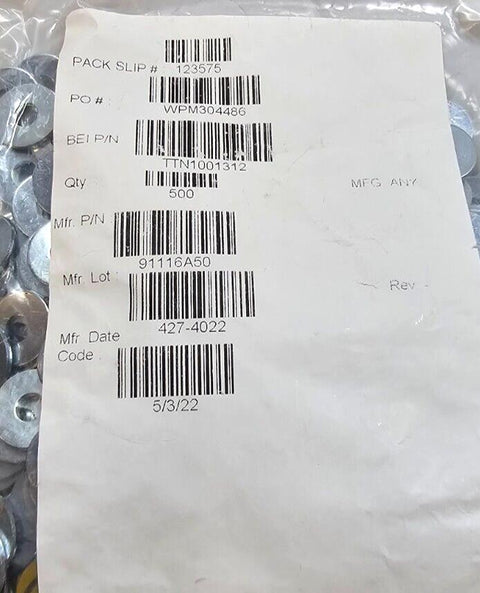 PACK SLIP #
123575
PO # :
WPM304486
BEI P/N
TTN1001312
Qty
500
MFG ANY
Mfr. P/N :
91116A50
Mfr. Lot :
427-4022
Rev -
Mfr Date
Code :
5/3/22